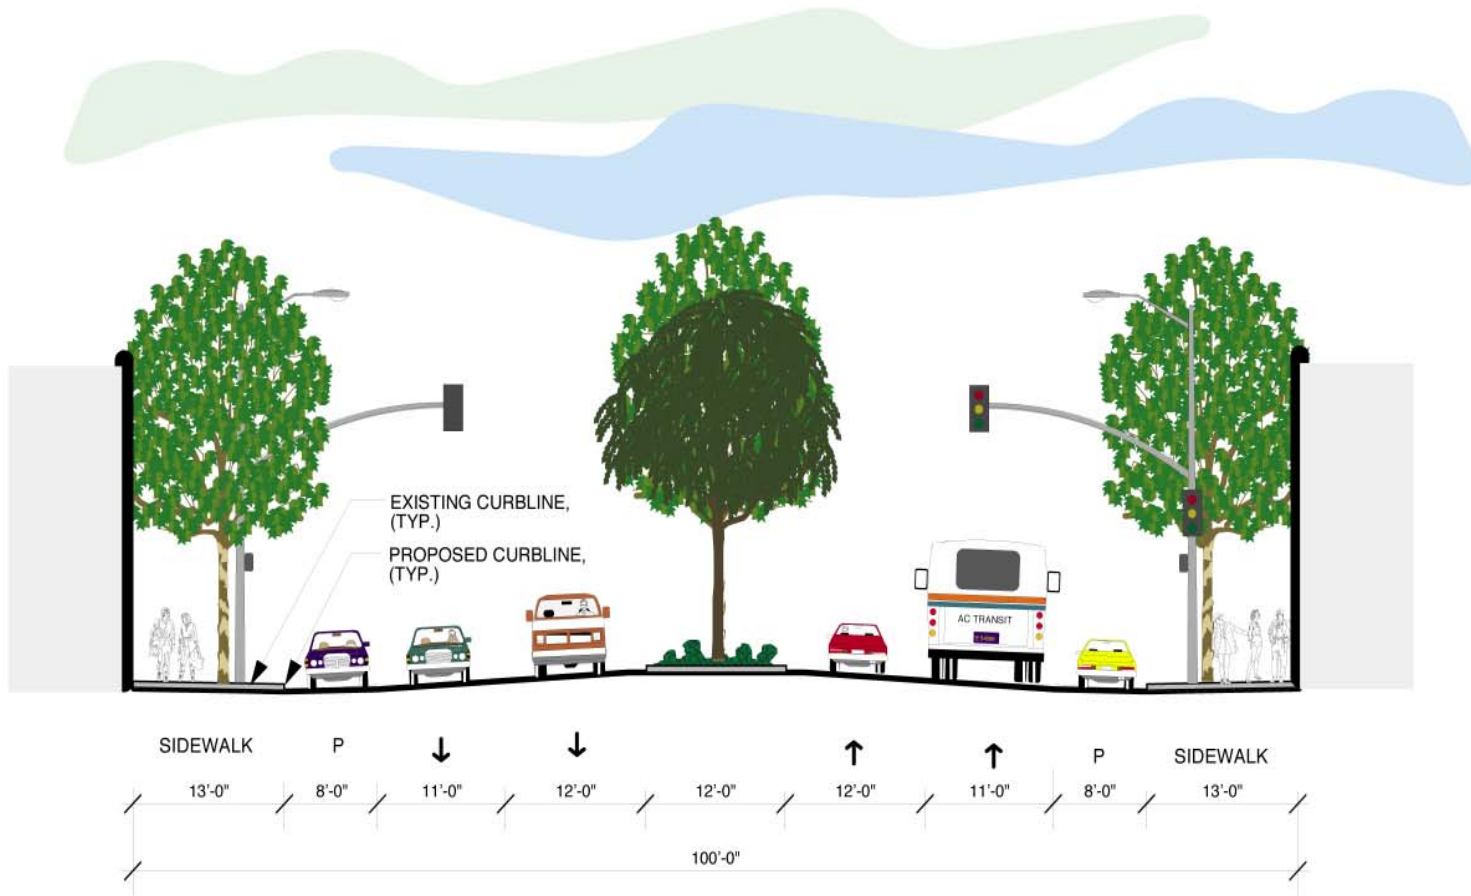 EXISTING CURBLINE,
(TYP.)
PROPOSED CURBLINE,
(TYP.)
AC TRANSIT
SIDEWALK P ↓ ↓ ↑ ↑ P SIDEWALK
13'-0" 8'-0" 11'-0" 12'-0" 12'-0" 12'-0" 11'-0" 8'-0" 13'-0"
100'-0"